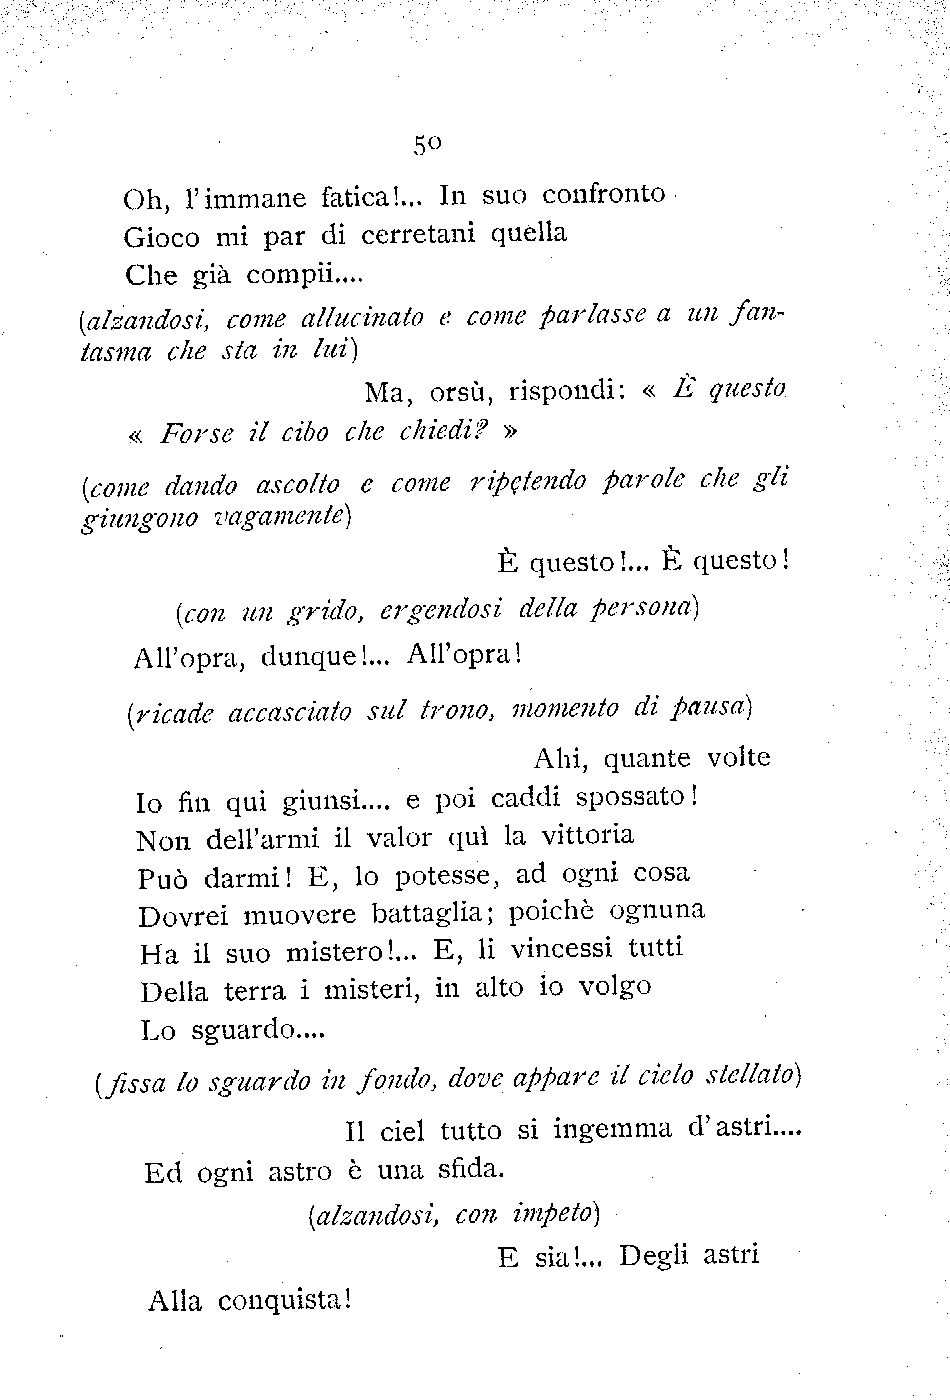 50
Oh, l'immane fatica!... In suo confronto
Gioco mi par di cerretani quella
Che già compii....
(alzandosi, come allucinato e come parlasse a un fan-
tasma che sta in lui)
Ma, orsù, rispondi: « È questo
« Forse il cibo che chiedi? »
(come dando ascolto e come ripetendo parole che gli
giungono vagamente)
È questo!... È questo!
(con un grido, ergendosi della persona)
All'opra, dunque!... All'opra!
(ricade accasciato sul trono, momento di pausa)
Ahi, quante volte
Io fin qui giunsi.... e poi caddi spossato!
Non dell'armi il valor quì la vittoria
Può darmi! E, lo potesse, ad ogni cosa
Dovrei muovere battaglia; poichè ognuna
Ha il suo mistero!... E, li vincessi tutti
Della terra i misteri, in alto io volgo
Lo sguardo....
(fissa lo sguardo in fondo, dove appare il cielo stellato)
Il ciel tutto si ingemma d'astri....
Ed ogni astro è una sfida.
(alzandosi, con impeto)
E sia!... Degli astri
Alla conquista!